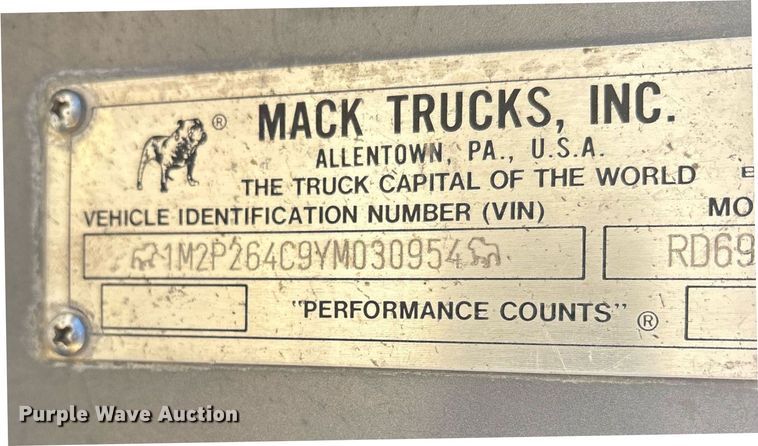 MACK TRUCKS, INC.
®
ALLENTOWN, PA., U.S.A.
THE TRUCK CAPITAL OF THE WORLD
E
VEHICLE IDENTIFICATION NUMBER (VIN)
MO
1M2P264C9YM030954
RD69
"PERFORMANCE COUNTS" ®
Purple Wave Auction